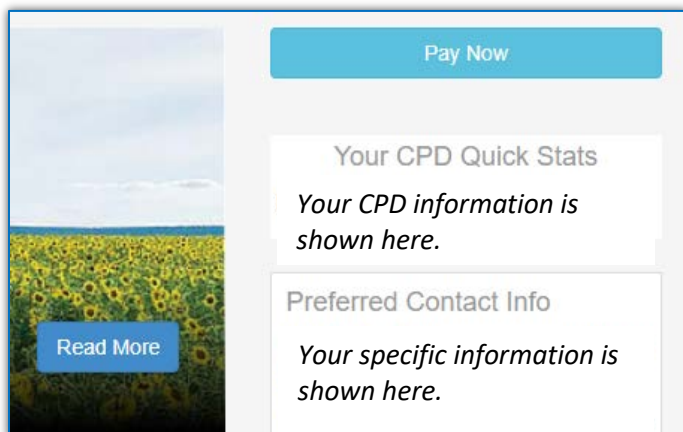 Pay Now
Your CPD Quick Stats
Your CPD information is
shown here.
Preferred Contact Info
Read More
Your specific information is
shown here.